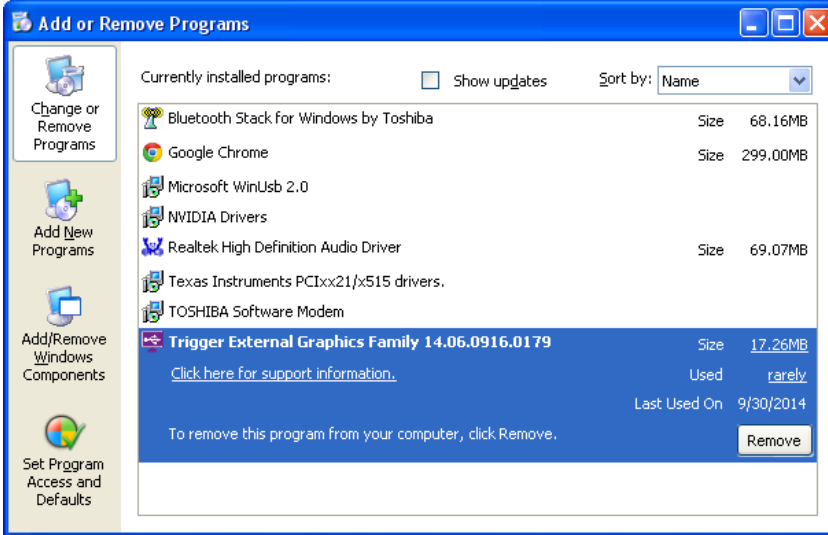 Add or Remove Programs
Change or
Remove
Programs
Add New
Programs
Add/Remove
Windows
Components
Set Program
Access and
Defaults
Currently installed programs: Show updates Sort by: Name
Bluetooth Stack for Windows by Toshiba Size 68.16MB
Google Chrome Size 299.00MB
Microsoft WinUsb 2.0
NVIDIA Drivers
Realtek High Definition Audio Driver Size 69.07MB
Texas Instruments PCIxx21/x515 drivers.
TOSHIBA Software Modem
Trigger External Graphics Family 14.06.0916.0179 Size 17.26MB
Click here for support information. Used rarely
Last Used On 9/30/2014
To remove this program from your computer, click Remove. Remove